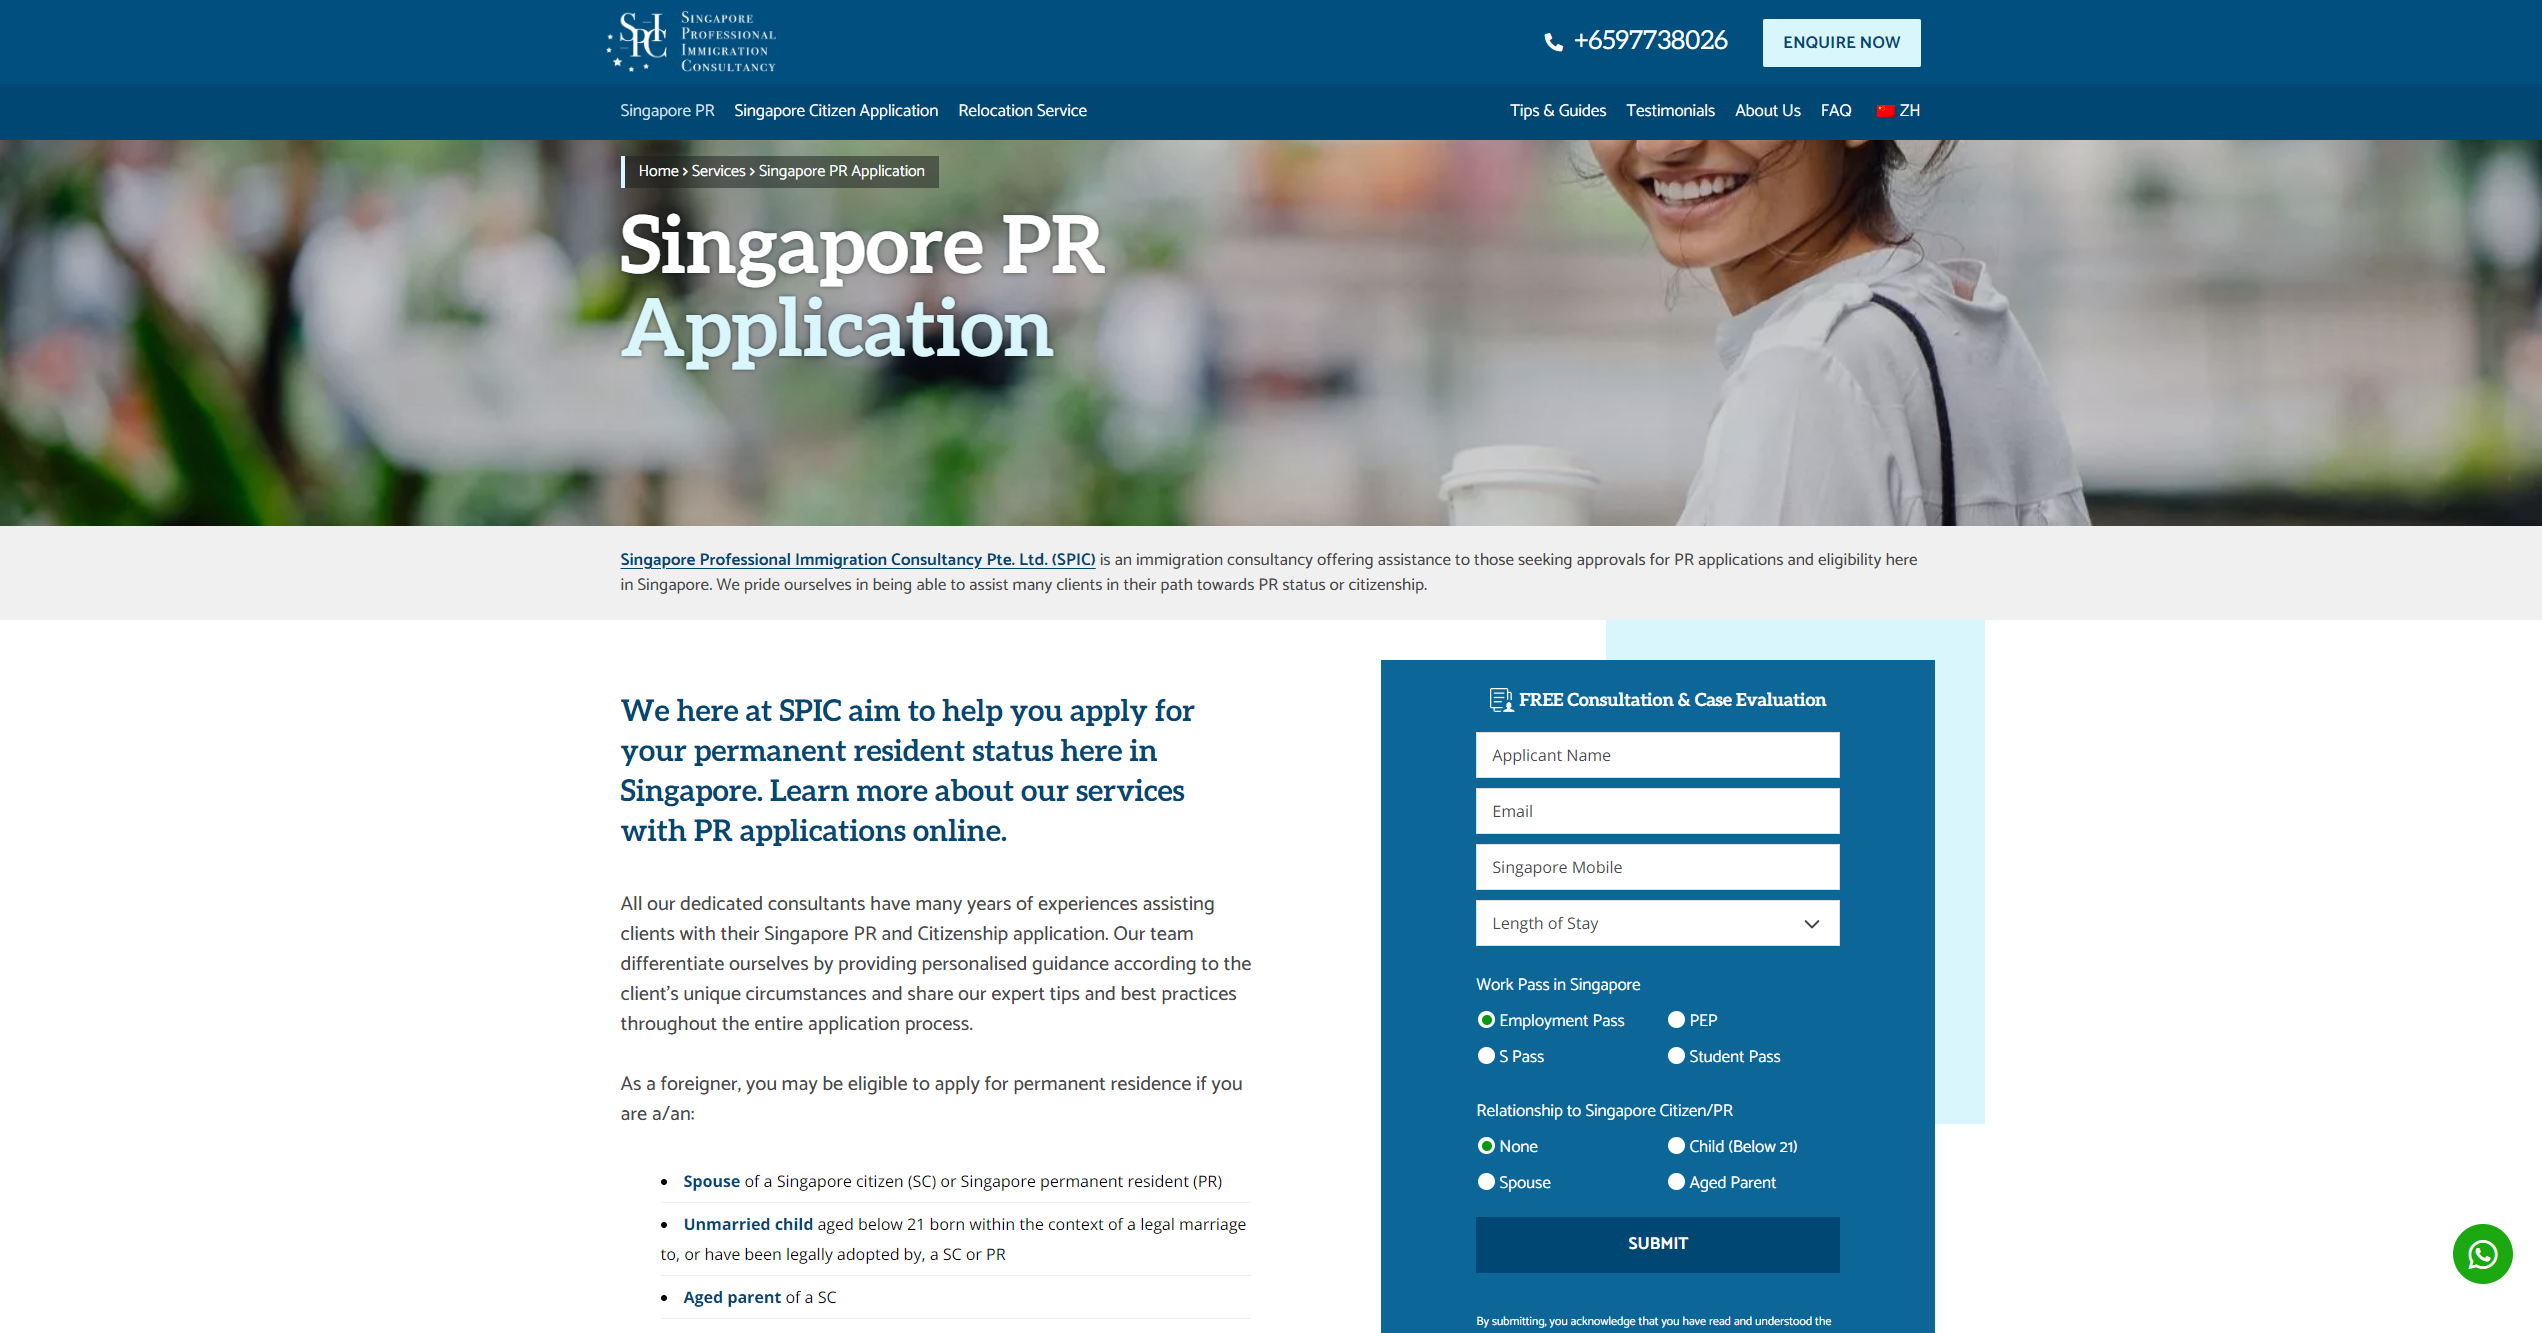 SINGAPORE
PROFESSIONAL
IMMIGRATION
CONSULTANCY
SPIC
+6597738026
ENQUIRE NOW
Singapore PR
Singapore Citizen Application
Relocation Service
Tips & Guides
Testimonials
About Us
FAQ
ZH
Home › Services › Singapore PR Application
Singapore PR
Application
Singapore Professional Immigration Consultancy Pte. Ltd. (SPIC) is an immigration consultancy offering assistance to those seeking approvals for PR applications and eligibility here
in Singapore. We pride ourselves in being able to assist many clients in their path towards PR status or citizenship.
We here at SPIC aim to help you apply for
your permanent resident status here in
Singapore. Learn more about our services
with PR applications online.
All our dedicated consultants have many years of experiences assisting
clients with their Singapore PR and Citizenship application. Our team
differentiate ourselves by providing personalised guidance according to the
client's unique circumstances and share our expert tips and best practices
throughout the entire application process.
As a foreigner, you may be eligible to apply for permanent residence if you
are a/an:
• Spouse of a Singapore citizen (SC) or Singapore permanent resident (PR)
• Unmarried child aged below 21 born within the context of a legal marriage
to, or have been legally adopted by, a SC or PR
• Aged parent of a SC
FREE Consultation & Case Evaluation
Applicant Name
Email
Singapore Mobile
Length of Stay
Work Pass in Singapore
Employment Pass
PEP
S Pass
Student Pass
Relationship to Singapore Citizen/PR
None
Child (Below 21)
Spouse
Aged Parent
SUBMIT
By submitting, you acknowledge that you have read and understood the